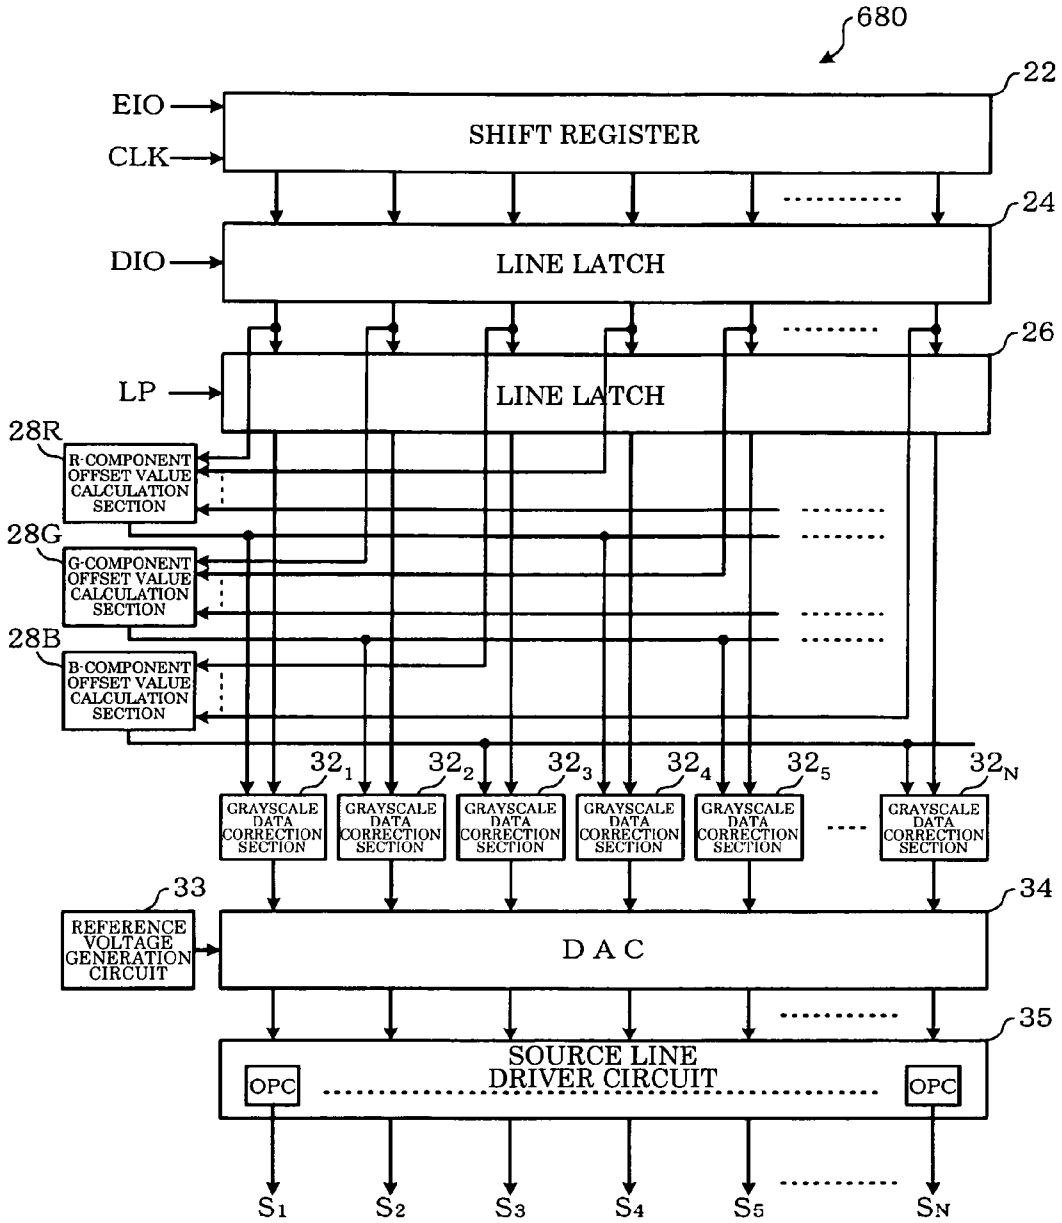 680
22
EIO
SHIFT REGISTER
CLK
24
DIO
LINE LATCH
26
LP
LINE LATCH
28R
R-COMPONENT
OFFSET VALUE
CALCULATION
SECTION
28G
G-COMPONENT
OFFSET VALUE
CALCULATION
SECTION
28B
B-COMPONENT
OFFSET VALUE
CALCULATION
SECTION
32₁
32₂
32₃
32₄
32₅
32N
GRAYSCALE
DATA
CORRECTION
SECTION
GRAYSCALE
DATA
CORRECTION
SECTION
GRAYSCALE
DATA
CORRECTION
SECTION
GRAYSCALE
DATA
CORRECTION
SECTION
GRAYSCALE
DATA
CORRECTION
SECTION
GRAYSCALE
DATA
CORRECTION
SECTION
33
REFERENCE
VOLTAGE
GENERATION
CIRCUIT
34
DAC
35
SOURCE LINE
DRIVER CIRCUIT
OPC
OPC
S1
S2
S3
S4
S5
SN